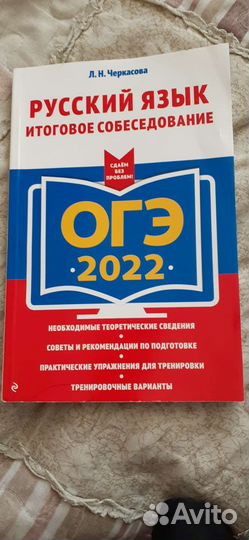 Л. Н. Черкасова
РУССКИЙ ЯЗЫК
ИТОГОВОЕ СОБЕСЕДОВАНИЕ
СДАЁМ
БЕЗ
ПРОБЛЕМ!
ОГЭ
·2022·
НЕОБХОДИМЫЕ ТЕОРЕТИЧЕСКИЕ СВЕДЕНИЯ
•
СОВЕТЫ И РЕКОМЕНДАЦИИ ПО ПОДГОТОВКЕ
•
ПРАКТИЧЕСКИЕ УПРАЖНЕНИЯ ДЛЯ ТРЕНИРОВКИ
•
ТРЕНИРОВОЧНЫЕ ВАРИАНТЫ
Avito